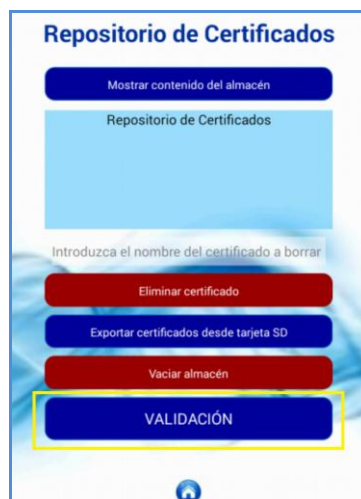 Repositorio de Certificados
Mostrar contenido del almacén
Repositorio de Certificados
Introduzca el nombre del certificado a borrar
Eliminar certificado
Exportar certificados desde tarjeta SD
Vaciar almacén
VALIDACIÓN